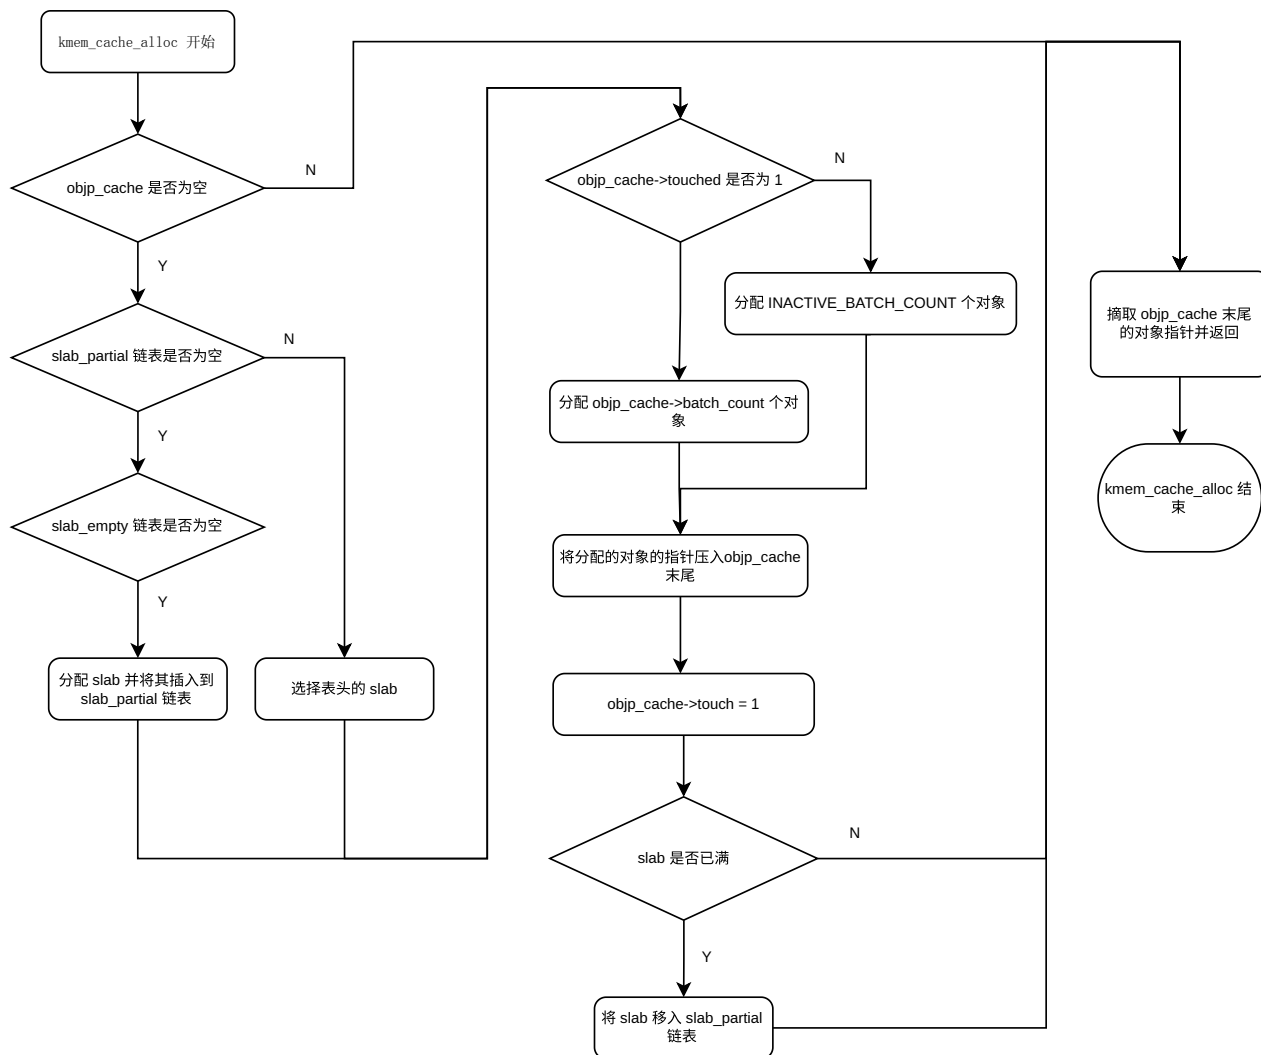 kmem_cache_alloc 开始
objp_cache 是否为空
N
Y
slab_partial 链表是否为空
N
Y
slab_empty 链表是否为空
Y
分配 slab 并将其插入到
slab_partial 链表
选择表头的 slab
objp_cache->touched 是否为 1
N
分配 INACTIVE_BATCH_COUNT 个对象
分配 objp_cache->batch_count 个对
象
将分配的对象的指针压入objp_cache
末尾
objp_cache->touch = 1
slab 是否已满
N
Y
将 slab 移入 slab_partial
链表
摘取 objp_cache 末尾
的对象指针并返回
kmem_cache_alloc 结
束